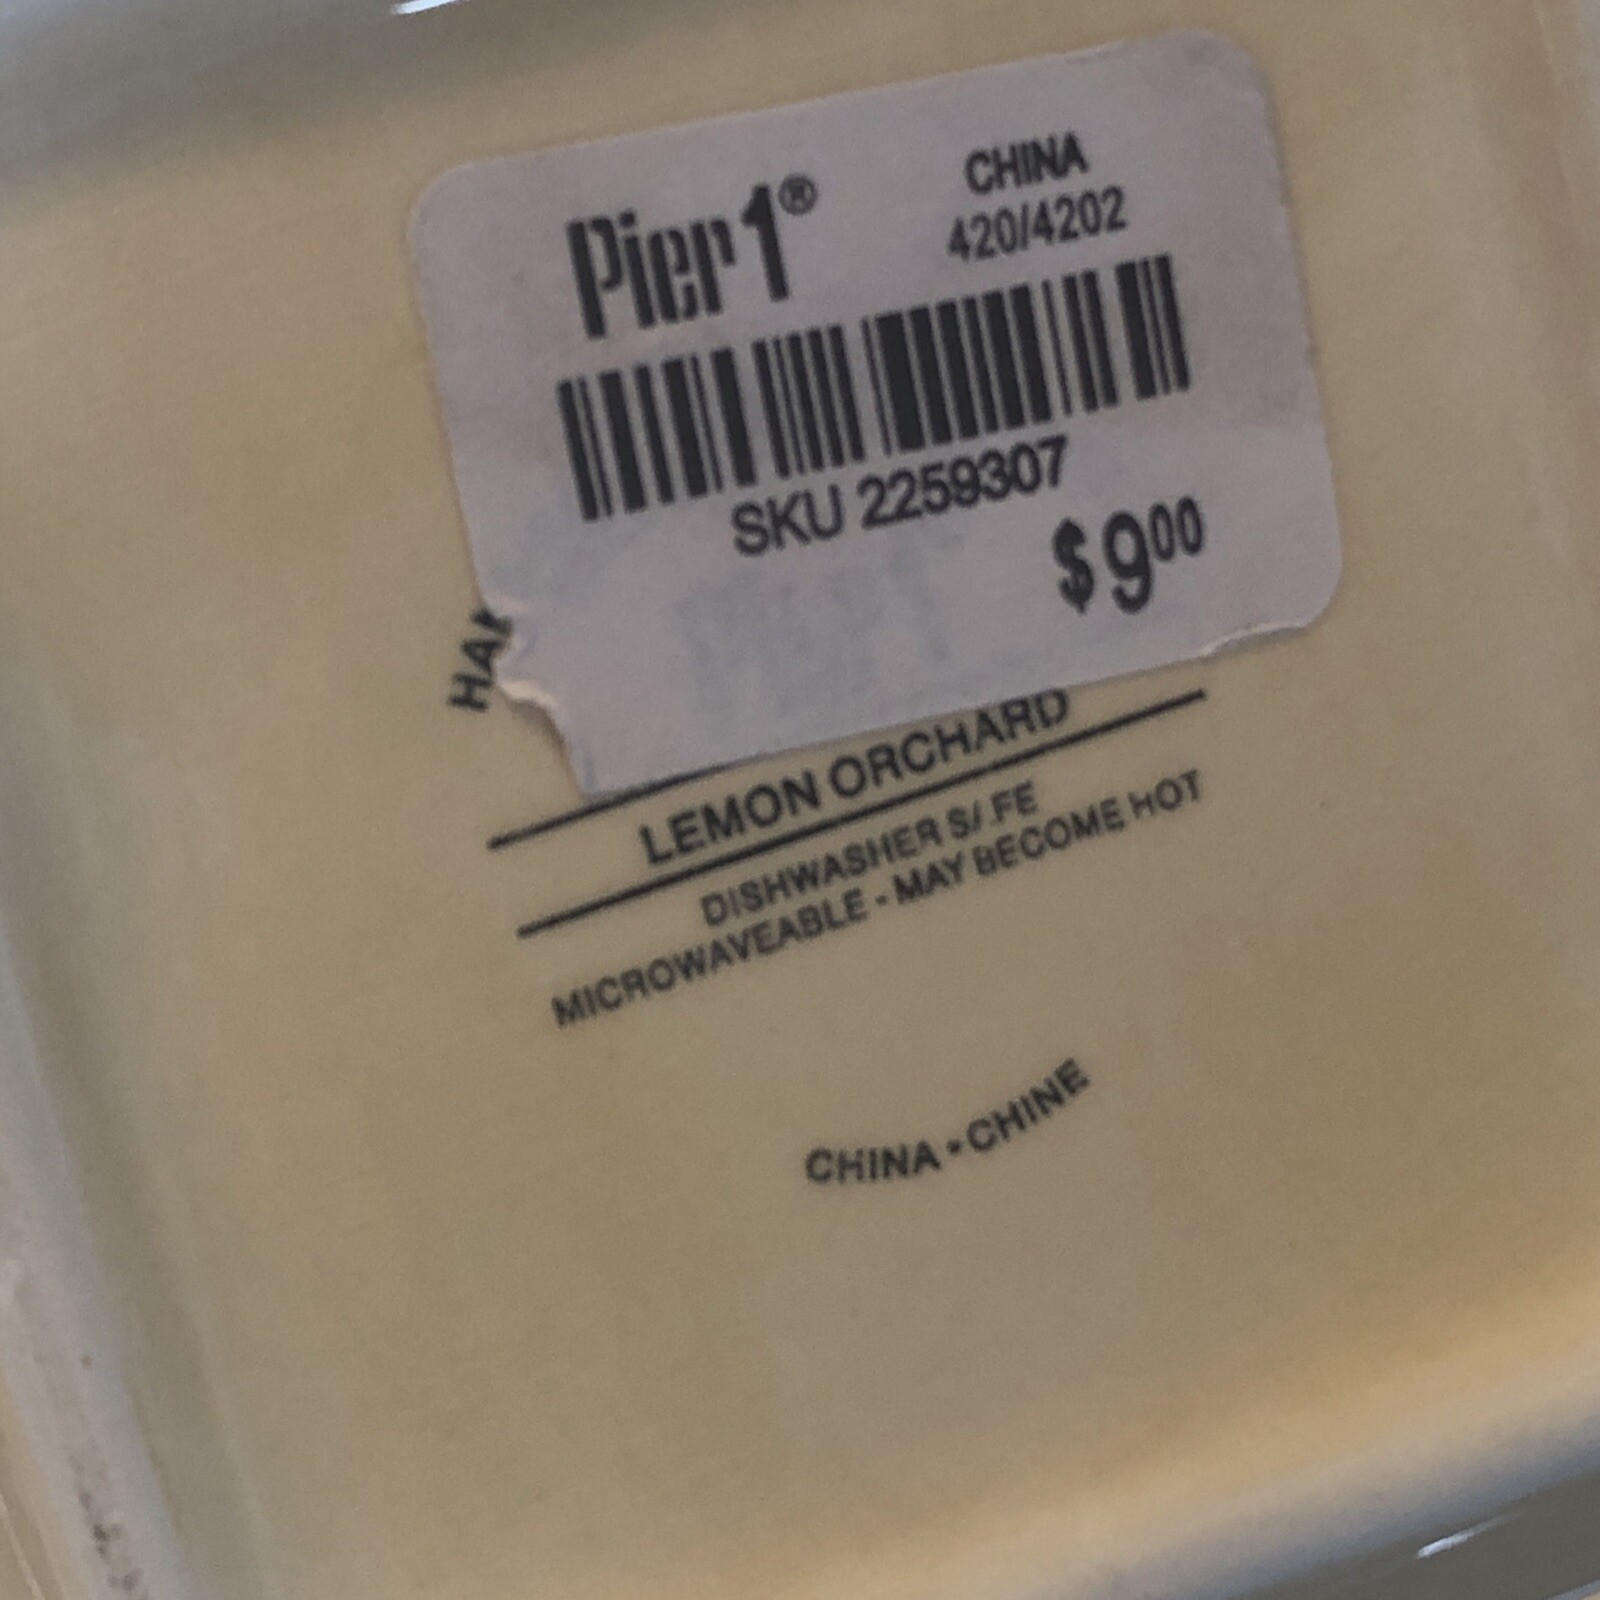 Pier 1®
CHINA
420/4202
SKU 2259307
$9.00
LEMON ORCHARD
DISHWASHER S/.FE
MICROWAVEABLE - MAY BECOME HOT
CHINA • CHINE